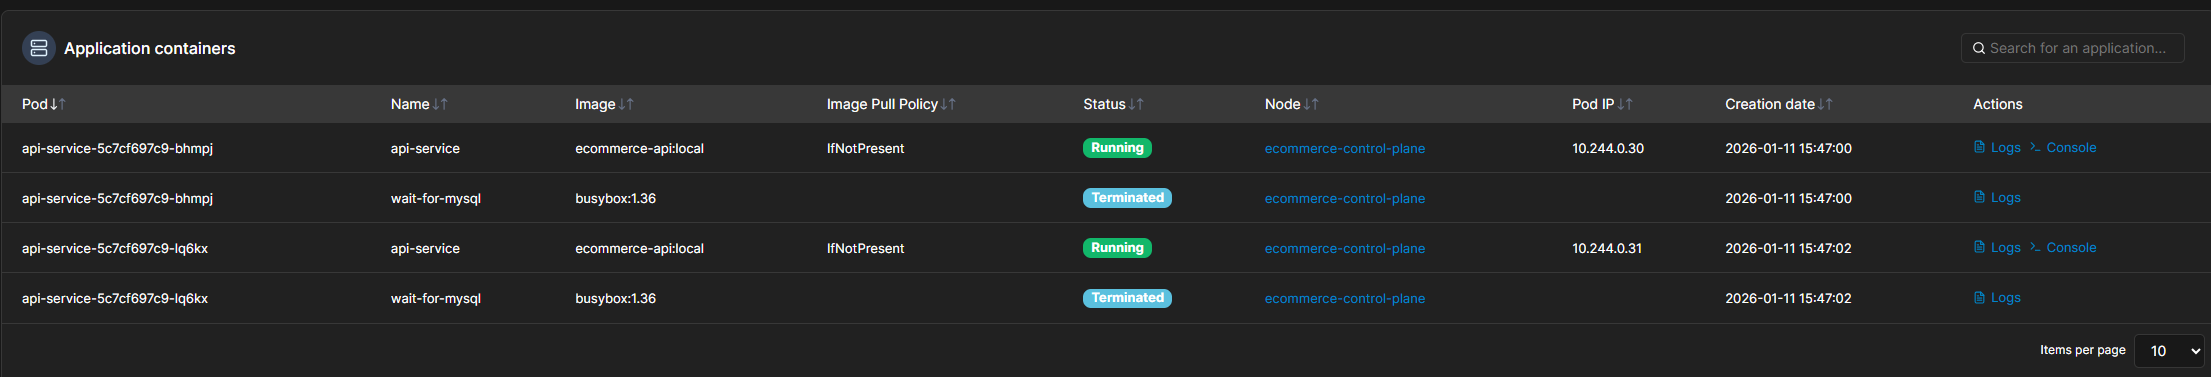 Application containers
Search for an application...
Pod Name Image Image Pull Policy Status Node Pod IP Creation date Actions
api-service-5c7cf697c9-bhmpj api-service ecommerce-api:local IfNotPresent Running ecommerce-control-plane 10.244.0.30 2026-01-11 15:47:00 Logs Console
api-service-5c7cf697c9-bhmpj wait-for-mysql busybox:1.36 Terminated ecommerce-control-plane 2026-01-11 15:47:00 Logs
api-service-5c7cf697c9-lq6kx api-service ecommerce-api:local IfNotPresent Running ecommerce-control-plane 10.244.0.31 2026-01-11 15:47:02 Logs Console
api-service-5c7cf697c9-lq6kx wait-for-mysql busybox:1.36 Terminated ecommerce-control-plane 2026-01-11 15:47:02 Logs
Items per page 10